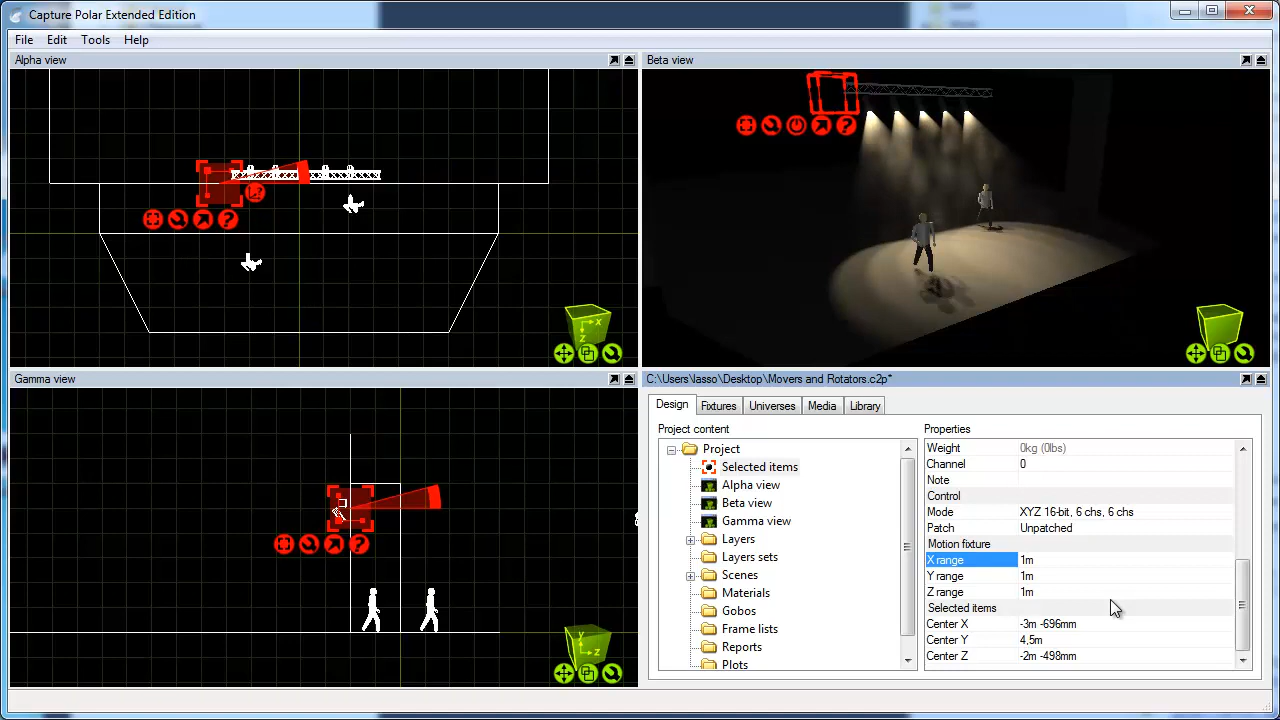 Capture Polar Extended Edition
File Edit Tools Help
Alpha view
Beta view
Gamma view
C:\Users\lasso\Desktop\Movers and Rotators.c2p*
Design Fixtures Universes Media Library
Project content
Properties
Project
Selected items
Alpha view
Beta view
Gamma view
Layers
Layers sets
Scenes
Materials
Gobos
Frame lists
Reports
Plots
Weight 0kg (0lbs)
Channel 0
Note
Control
Mode XYZ 16-bit, 6 chs, 6 chs
Patch Unpatched
Motion fixture
X range 1m
Y range 1m
Z range 1m
Selected items
Center X -3m -696mm
Center Y 4,5m
Center Z -2m -498mm